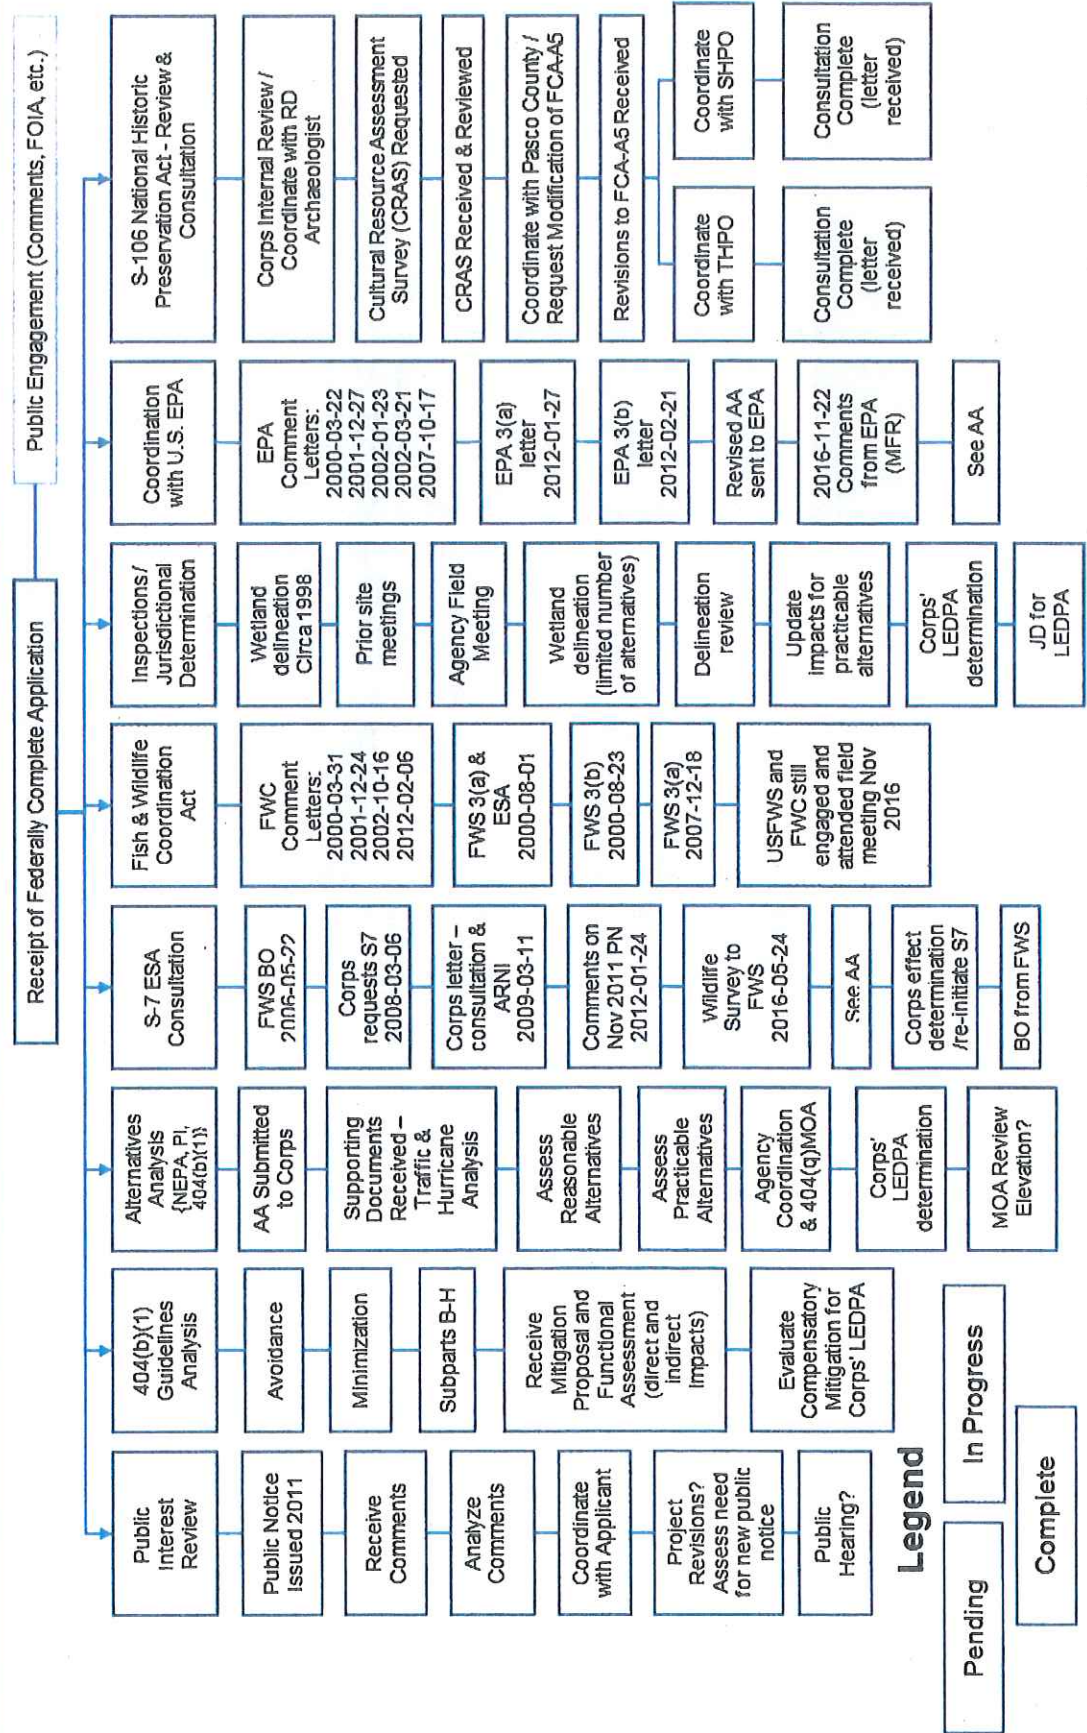 Receipt of Federally Complete Application
Public Engagement (Comments, FOIA, etc.)
Public
Interest
Review
Public Notice
Issued 2011
Receive
Comments
Analyze
Comments
Coordinate
with Applicant
Project
Revisions?
Assess need
for new public
notice
Public
Hearing?
404(b)(1)
Guidelines
Analysis
Avoidance
Minimization
Subparts B-H
Receive
Mitigation
Proposal and
Functional
Assessment
(direct and
indirect
Impacts)
Evaluate
Compensatory
Mitigation for
Corps' LEDPA
Alternatives
Analysis
{NEPA, PI,
404(b)(1)}
AA Submitted
to Corps
Supporting
Documents
Received –
Traffic &
Hurricane
Analysis
Assess
Reasonable
Alternatives
Assess
Practicable
Alternatives
Agency
Coordination
& 404(q)MOA
Corps'
LEDPA
determination
MOA Review
Elevation?
S-7 ESA
Consultation
FWS BO
2006-05-22
Corps
requests S7
2008-03-06
Corps letter –
consultation &
ARNI
2009-03-11
Comments on
Nov 2011 PN
2012-01-24
Wildlife
Survey to
FWS
2016-05-24
See AA
Corps effect
determination
/re-initiate S7
BO from FWS
Fish & Wildlife
Coordination
Act
FWC
Comment
Letters:
2000-03-31
2001-12-24
2002-10-16
2012-02-06
FWS 3(a) &
ESA
2000-08-01
FWS 3(b)
2000-08-23
FWS 3(a)
2007-12-18
USFWS and
FWC still
engaged and
attended field
meeting Nov
2016
Inspections/
Jurisdictional
Determination
Wetland
delineation
Circa 1998
Prior site
meetings
Agency Field
Meeting
Wetland
delineation
(limited number
of alternatives)
Delineation
review
Update
impacts for
practicable
alternatives
Corps'
LEDPA
determination
JD for
LEDPA
Coordination
with U.S. EPA
EPA
Comment
Letters:
2000-03-22
2001-12-27
2002-01-23
2002-03-21
2007-10-17
EPA 3(a)
letter
2012-01-27
EPA 3(b)
letter
2012-02-21
Revised AA
sent to EPA
2016-11-22
Comments
from EPA
(MFR)
See AA
S-106 National Historic
Preservation Act - Review &
Consultation
Corps Internal Review /
Coordinate with RD
Archaeologist
Cultural Resource Assessment
Survey (CRAS) Requested
CRAS Received & Reviewed
Coordinate with Pasco County /
Request Modification of FCA-A5
Revisions to FCA-A5 Received
Coordinate
with THPO
Coordinate
with SHPO
Consultation
Complete
(letter
received)
Consultation
Complete
(letter
received)
Legend
Pending
In Progress
Complete